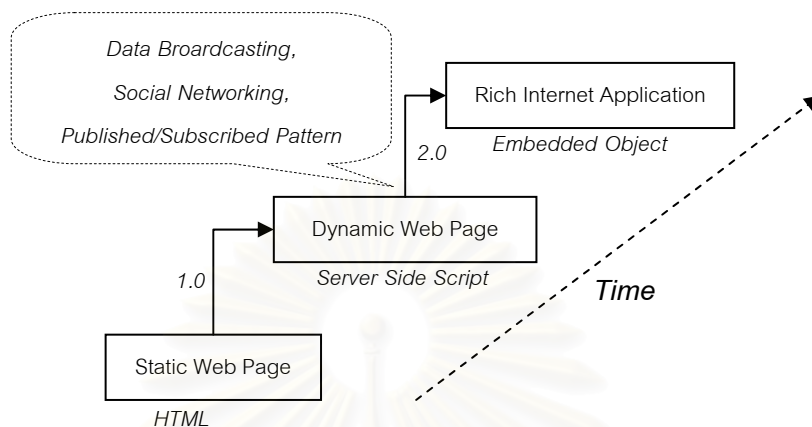 Data Broardcasting,
Social Networking,
Published/Subscribed Pattern
Rich Internet Application
Embedded Object
2.0
Dynamic Web Page
Server Side Script
1.0
Time
Static Web Page
HTML